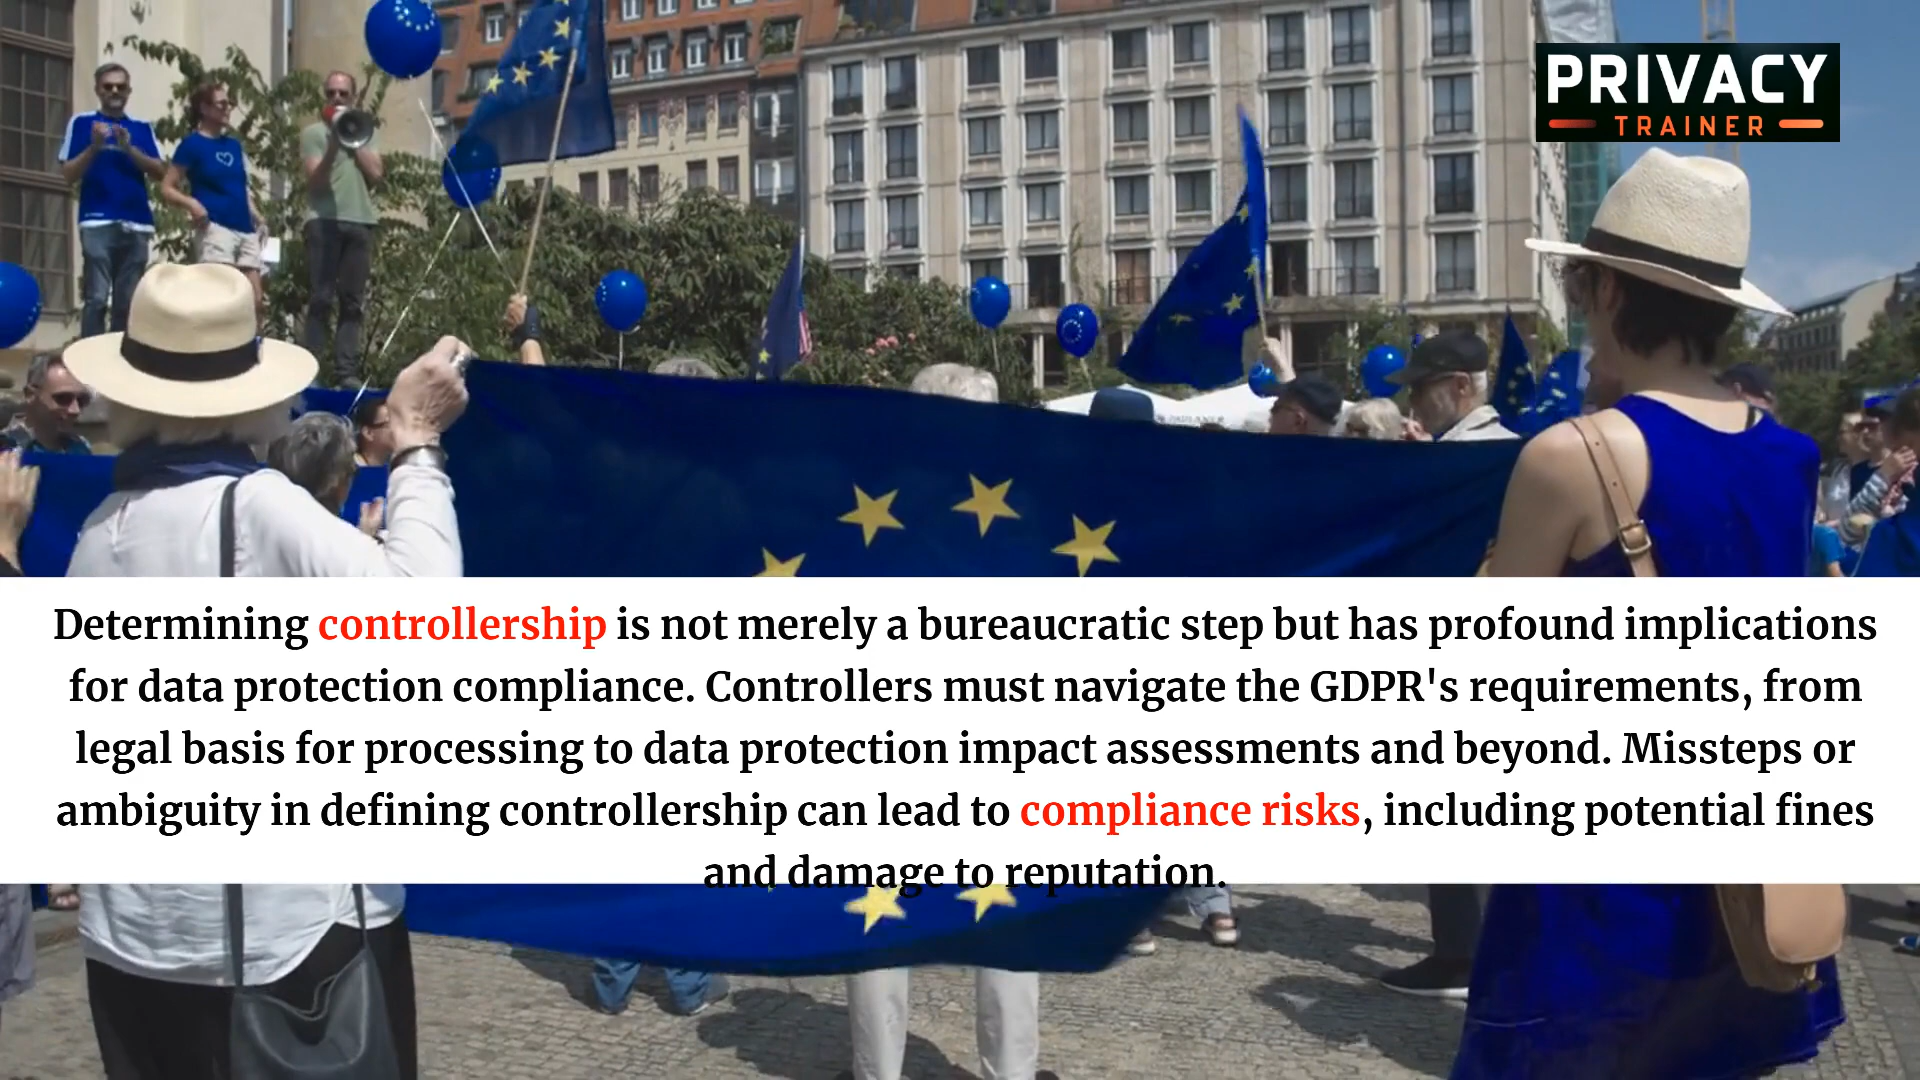 PRIVACY
TRAINER
Determining controllership is not merely a bureaucratic step but has profound implications
for data protection compliance. Controllers must navigate the GDPR's requirements, from
legal basis for processing to data protection impact assessments and beyond. Missteps or
ambiguity in defining controllership can lead to compliance risks, including potential fines
and damage to reputation.